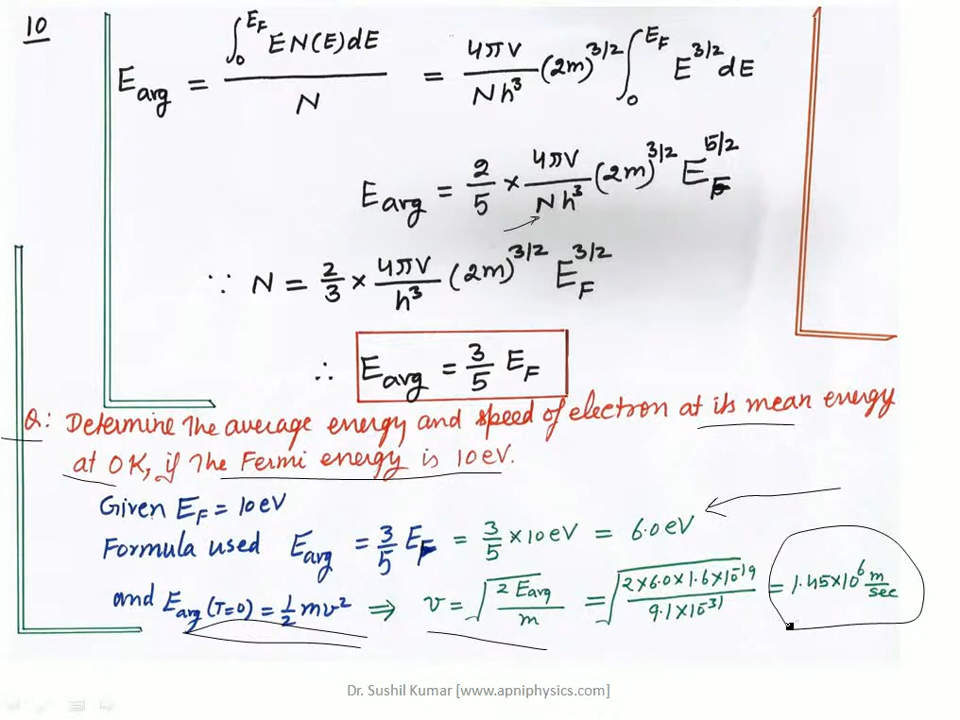 10
E_avg = ∫₀^{E_F} E N(E) dE / N = 4πV / N h³ (2m)^{3/2} ∫₀^{E_F} E^{3/2} dE
E_avg = 2/5 × 4πV / N h³ (2m)^{3/2} E_F^{5/2}
∵ N = 2/3 × 4πV / h³ (2m)^{3/2} E_F^{3/2}
∴ E_avg = 3/5 E_F
Q: Determine the average energy and speed of electron at its mean energy
at 0K, if the Fermi energy is 10eV.
Given E_F = 10eV
Formula used E_avg = 3/5 E_F = 3/5 × 10eV = 6.0eV
and E_avg (T=0) = 1/2 mv² ⇒ v = √(2 E_avg / m) = √(2×6.0×1.6×10^{-19} / 9.1×10^{-31}) = 1.45×10⁶ m/sec
Dr. Sushil Kumar [www.apniphysics.com]